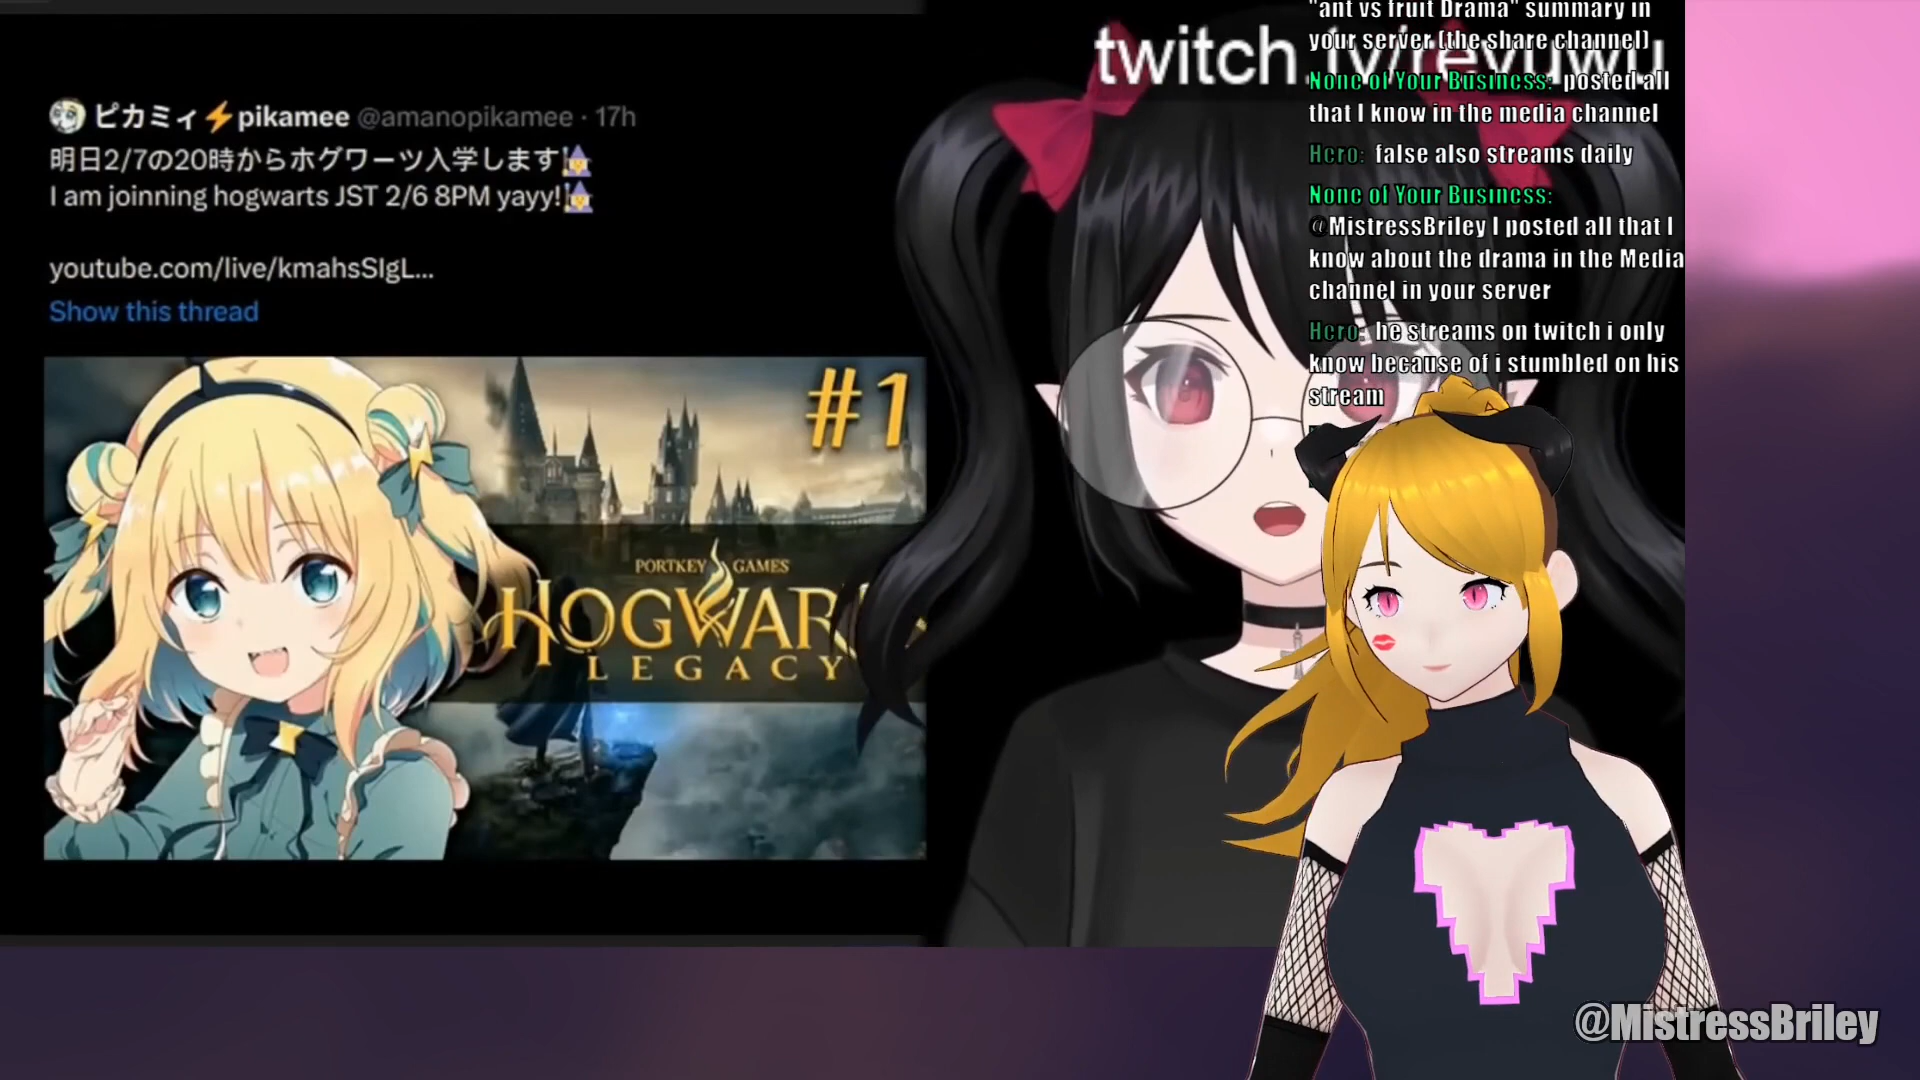 ピカミィ⚡pikamee @amanopikamee · 17h
明日2/7の20時からホグワーツ入学します🧙
I am joinning hogwarts JST 2/6 8PM yayy!🧙
youtube.com/live/kmahsSIgL...
Show this thread
#1
PORTKEY GAMES
HOGWAR
LEGACY
twitch.tv/revuwu
"ant vs fruit Drama" summary in
your server (the share channel)
None of Your Business: posted all
that I know in the media channel
Hero: false also streams daily
None of Your Business:
@MistressBriley I posted all that I
know about the drama in the Media
channel in your server
Hero: he streams on twitch i only
know because of i stumbled on his
stream
@MistressBriley